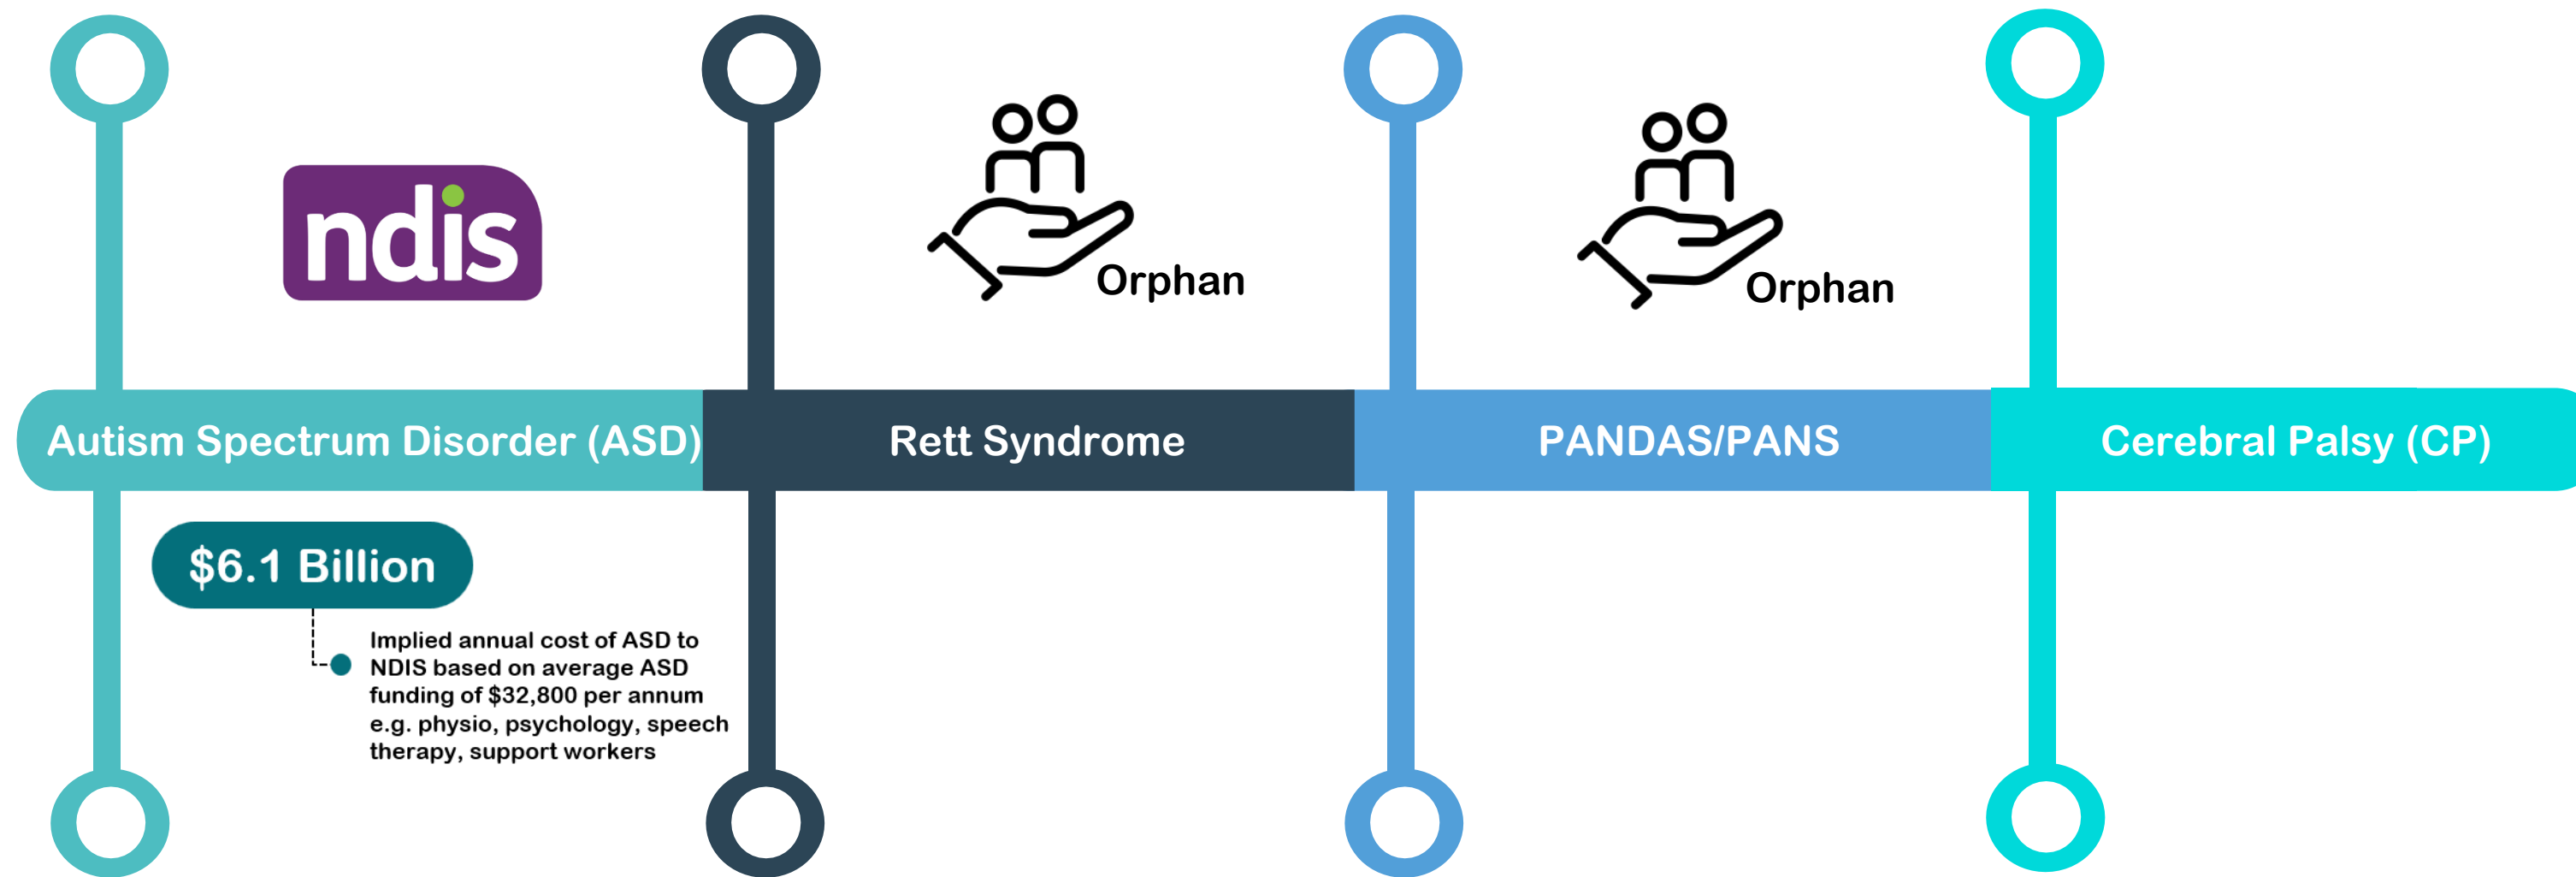 ndis
Orphan
Orphan
Autism Spectrum Disorder (ASD)
Rett Syndrome
PANDAS/PANS
Cerebral Palsy (CP)
$6.1 Billion
Implied annual cost of ASD to
NDIS based on average ASD
funding of $32,800 per annum
e.g. physio, psychology, speech
therapy, support workers